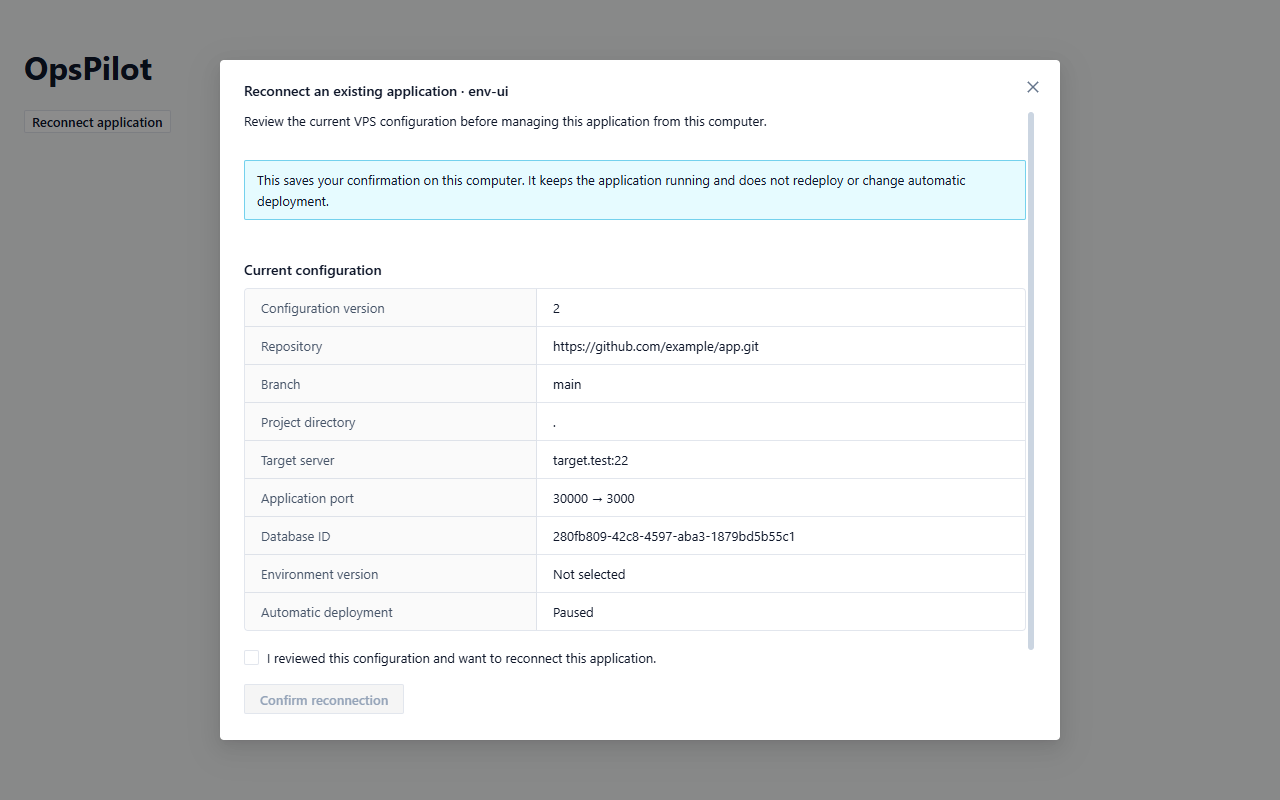 OpsPilot
Reconnect application
Reconnect an existing application · env-ui
Review the current VPS configuration before managing this application from this computer.
This saves your confirmation on this computer. It keeps the application running and does not redeploy or change automatic
deployment.
Current configuration
Configuration version 2
Repository https://github.com/example/app.git
Branch main
Project directory .
Target server target.test:22
Application port 30000 → 3000
Database ID 280fb809-42c8-4597-aba3-1879bd5b55c1
Environment version Not selected
Automatic deployment Paused
I reviewed this configuration and want to reconnect this application.
Confirm reconnection